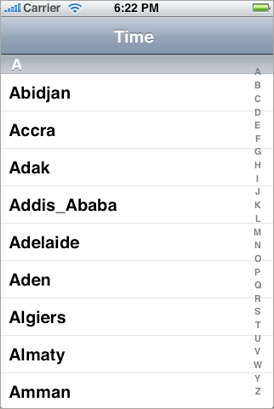 Carrier 6:22 PM
Time
A
Abidjan
Accra
Adak
Addis_Ababa
Adelaide
Aden
Algiers
Almaty
Amman
A
B
C
D
E
F
G
H
I
J
K
L
M
N
O
P
Q
R
S
T
U
V
W
Y
Z